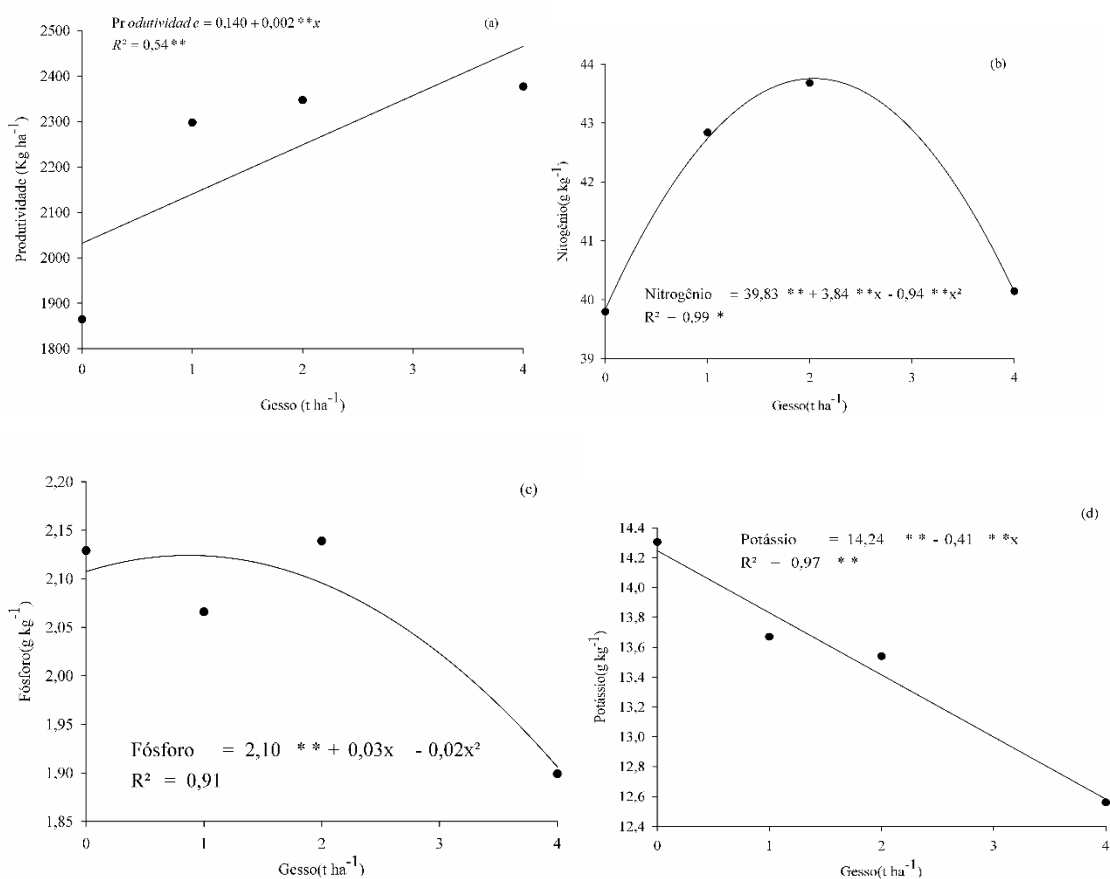 (a)
Produtividade = 0,140 + 0,002 **x
R² = 0,54 **
Produtividade (Kg ha-1)
2500
2400
2300
2200
2100
2000
1900
1800
0 1 2 3 4
Gesso (t ha-1)
(b)
Nitogênio(g kg-1)
44
43
42
41
40
39
Nitrogênio = 39,83 ** + 3,84 **x - 0,94 **x²
R² = 0,99 *
0 1 2 3 4
Gesso(t ha-1)
(c)
Fósforo(g kg-1)
2,20
2,15
2,10
2,05
2,00
1,95
1,90
1,85
Fósforo = 2,10 ** + 0,03x - 0,02x²
R² = 0,91
0 1 2 3 4
Gesso(t ha-1)
(d)
Potássio(g kg-1)
14,4
14,2
14,0
13,8
13,6
13,4
13,2
13,0
12,8
12,6
12,4
Potássio = 14,24 ** - 0,41 **x
R² = 0,97 **
0 1 2 3 4
Gesso(t ha-1)